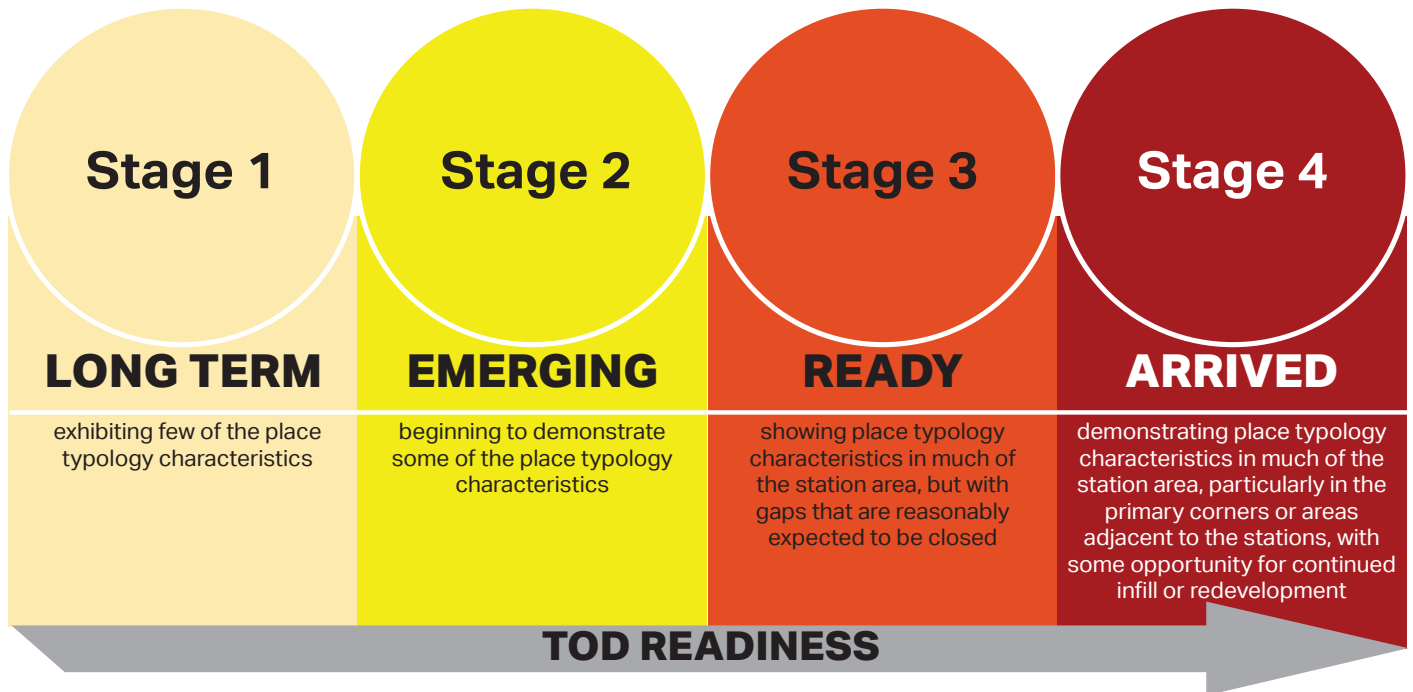 Stage 1
LONG TERM
exhibiting few of the place
typology characteristics
Stage 2
EMERGING
beginning to demonstrate
some of the place typology
characteristics
Stage 3
READY
showing place typology
characteristics in much of
the station area, but with
gaps that are reasonably
expected to be closed
Stage 4
ARRIVED
demonstrating place typology
characteristics in much of the
station area, particularly in the
primary corners or areas
adjacent to the stations, with
some opportunity for continued
infill or redevelopment
TOD READINESS